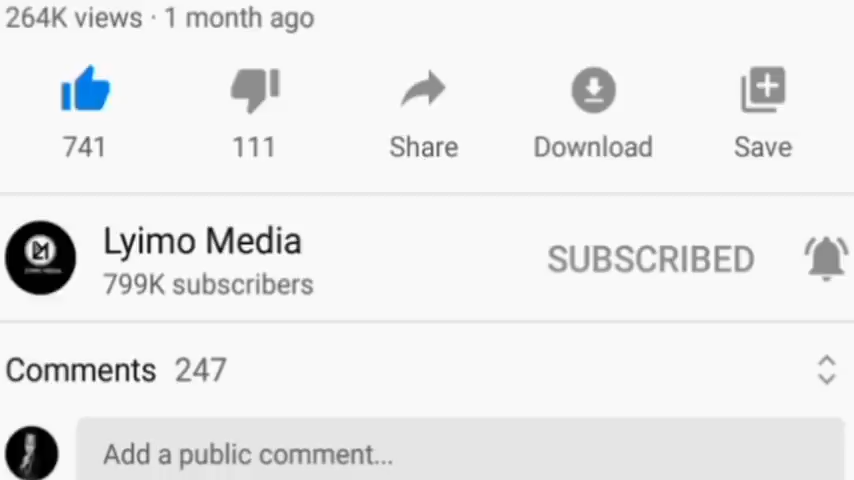 264K views · 1 month ago
741 111 Share Download Save
Lyimo Media
799K subscribers
SUBSCRIBED
Comments 247
Add a public comment...